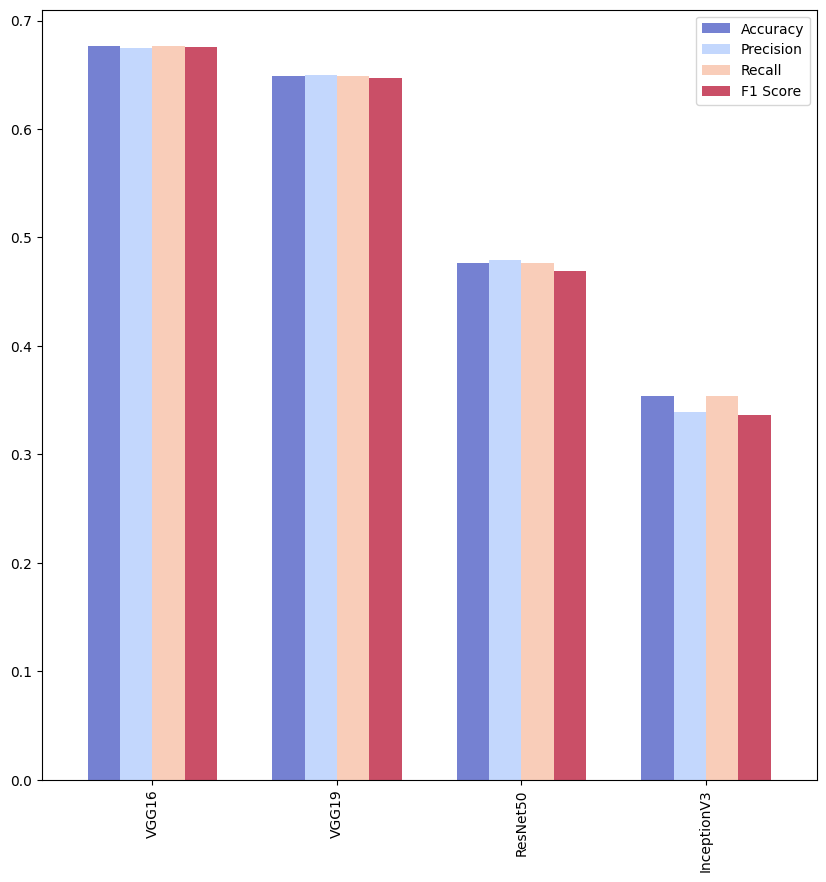 0.7
0.6
0.5
0.4
0.3
0.2
0.1
0.0
Accuracy
Precision
Recall
F1 Score
VGG16
VGG19
ResNet50
InceptionV3